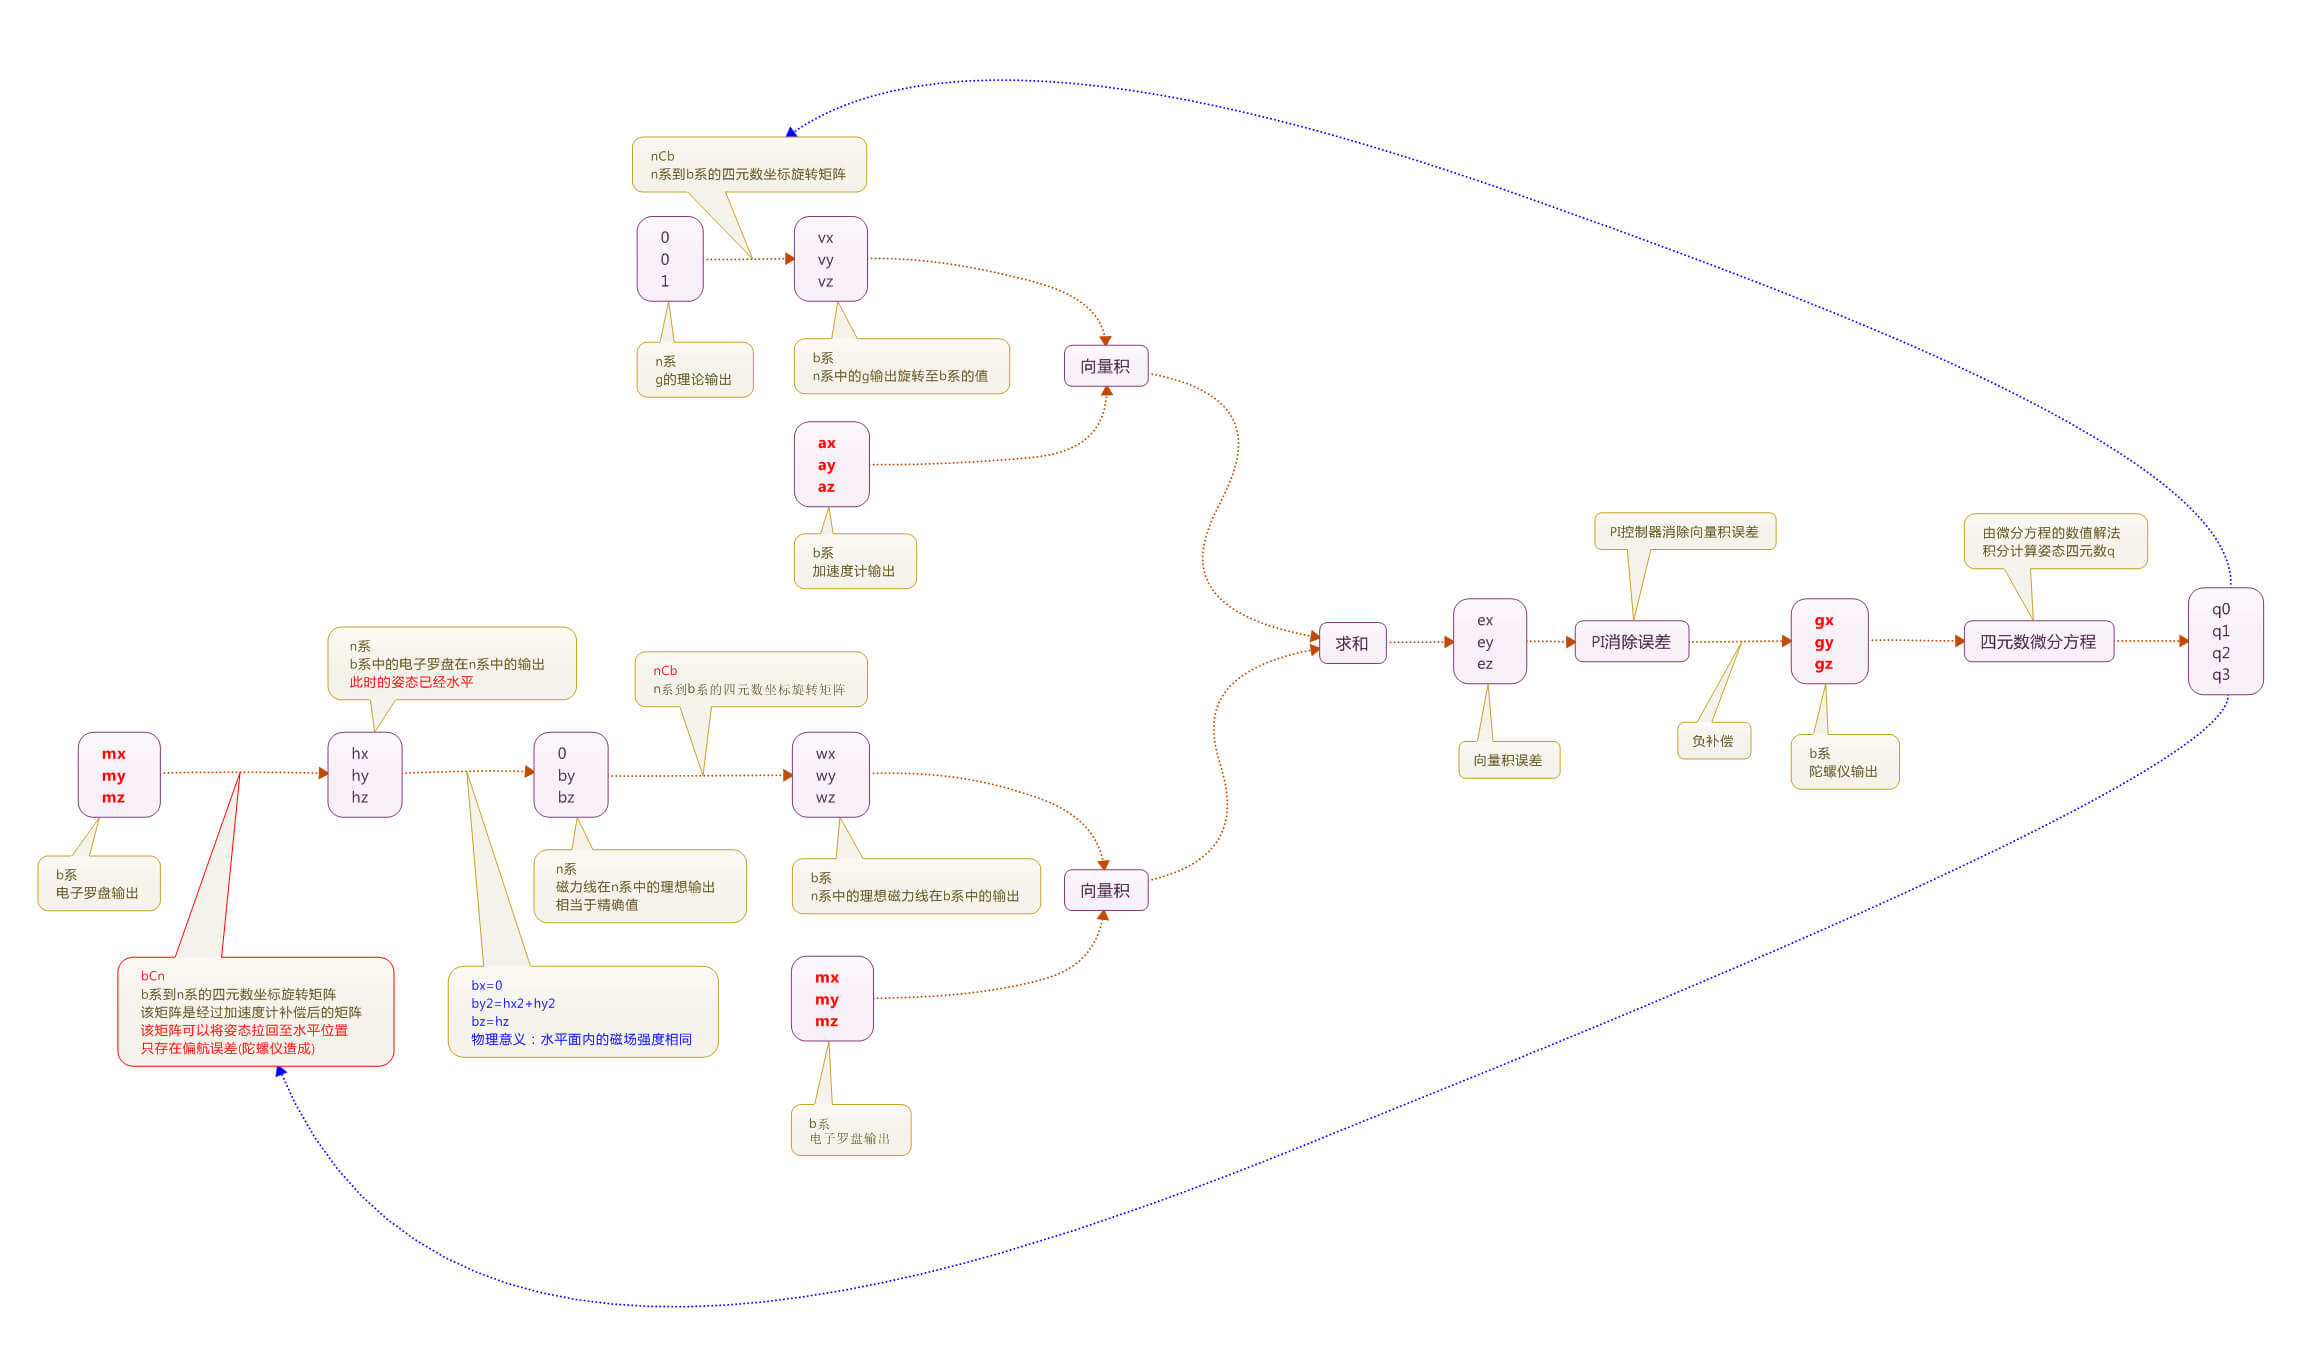 nCb
n系到b系的四元数坐标旋转矩阵
0
0
1
vx
vy
vz
n系
g的理论输出
b系
n系中的g输出旋转至b系的值
向量积
ax
ay
az
b系
加速度计输出
n系
b系中的电子罗盘在n系中的输出
此时的姿态已经水平
nCb
n系到b系的四元数坐标旋转矩阵
mx
my
mz
hx
hy
hz
0
by
bz
wx
wy
wz
b系
电子罗盘输出
n系
磁力线在n系中的理想输出
相当于精确值
b系
n系中的理想磁力线在b系中的输出
向量积
bCn
b系到n系的四元数坐标旋转矩阵
该矩阵是经过加速度计补偿后的矩阵
该矩阵可以将姿态拉回至水平位置
只存在偏航误差(陀螺仪造成)
bx=0
by2=hx2+hy2
bz=hz
物理意义：水平面内的磁场强度相同
mx
my
mz
b系
电子罗盘输出
求和
ex
ey
ez
向量积误差
PI控制器消除向量积误差
PI消除误差
负补偿
gx
gy
gz
b系
陀螺仪输出
由微分方程的数值解法
积分计算姿态四元数q
四元数微分方程
q0
q1
q2
q3